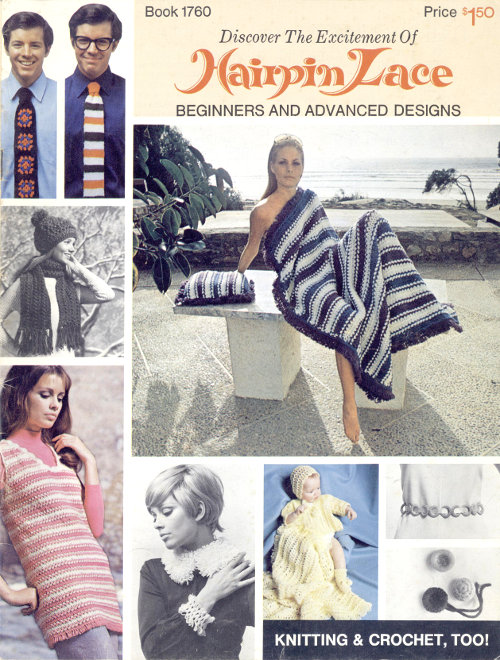 Book 1760
Price $1.50
Discover The Excitement Of
Hairpin Lace
BEGINNERS AND ADVANCED DESIGNS
KNITTING & CROCHET, TOO!